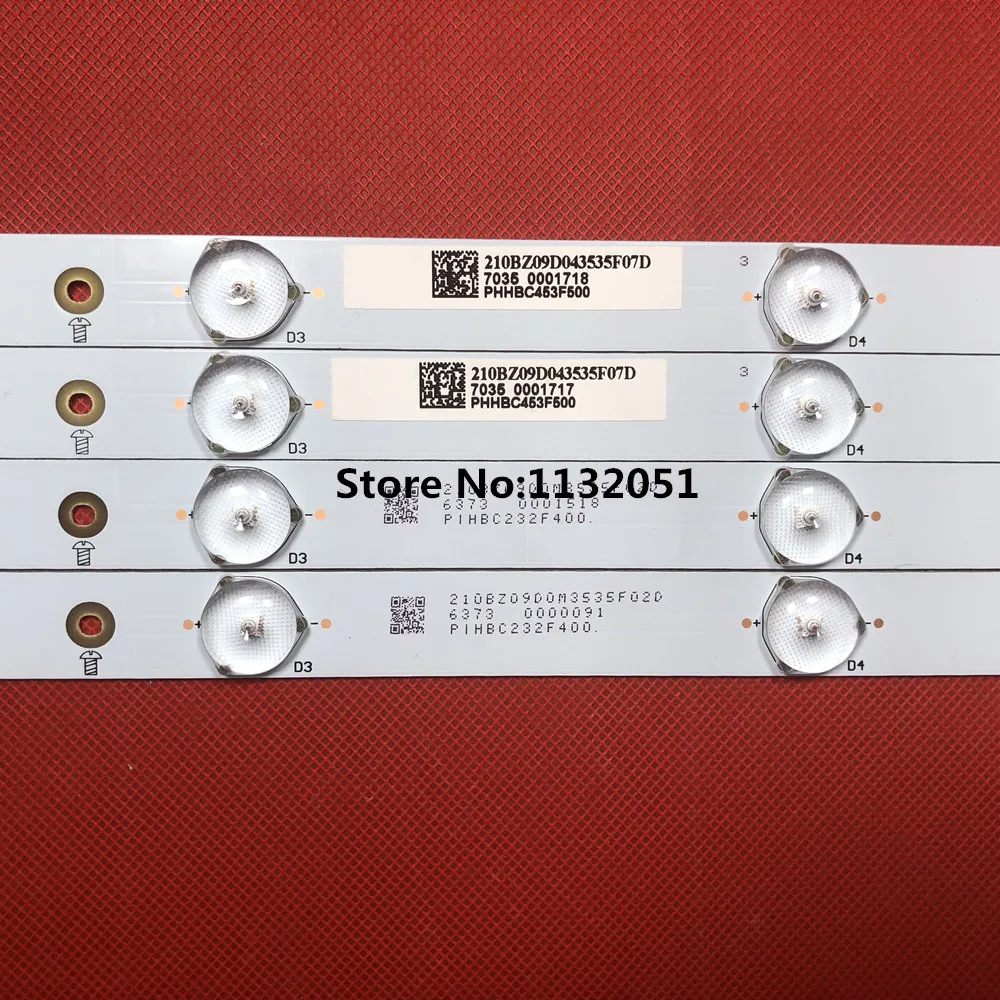 210BZ09D043535F07D
7035 0001718
PHHBC453F500
3
+
-
+
-
D3
D4
210BZ09D043535F07D
7035 0001717
PHHBC453F500
3
+
-
+
-
D3
D4
Store No:1132051
6373 0001518
PIHBC232F400.
+
-
+
-
D3
D4
210BZ09D0M3535F02D
6373 0000091
PIHBC232F400.
+
-
+
-
D3
D4